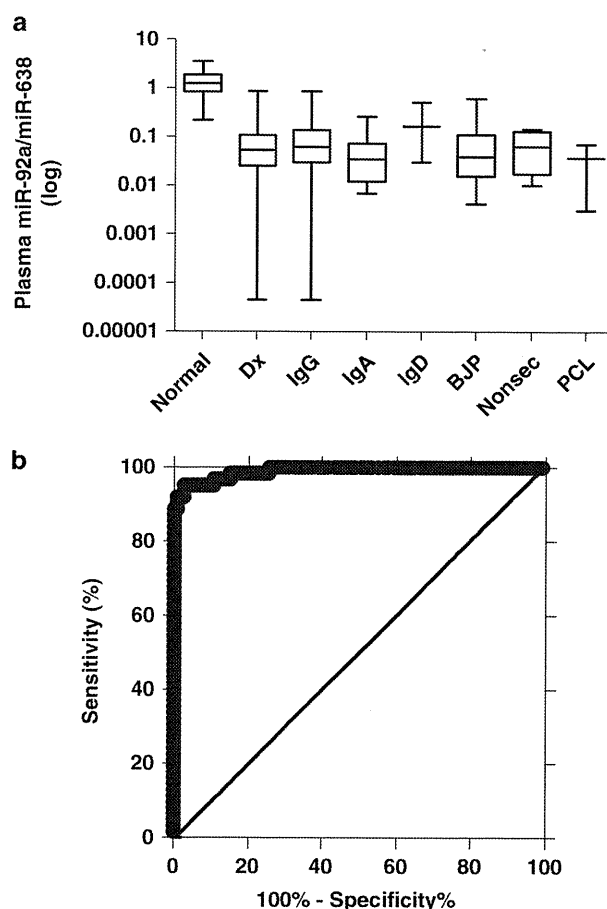 a
Plasma miR-92a/miR-638
(log)
10
1
0.1
0.01
0.001
0.0001
0.00001
Normal
Dx
IgG
IgA
IgD
BJP
Nonsec
PCL
b
Sensitivity (%)
100
80
60
40
20
0
0
20
40
60
80
100
100% - Specificity%